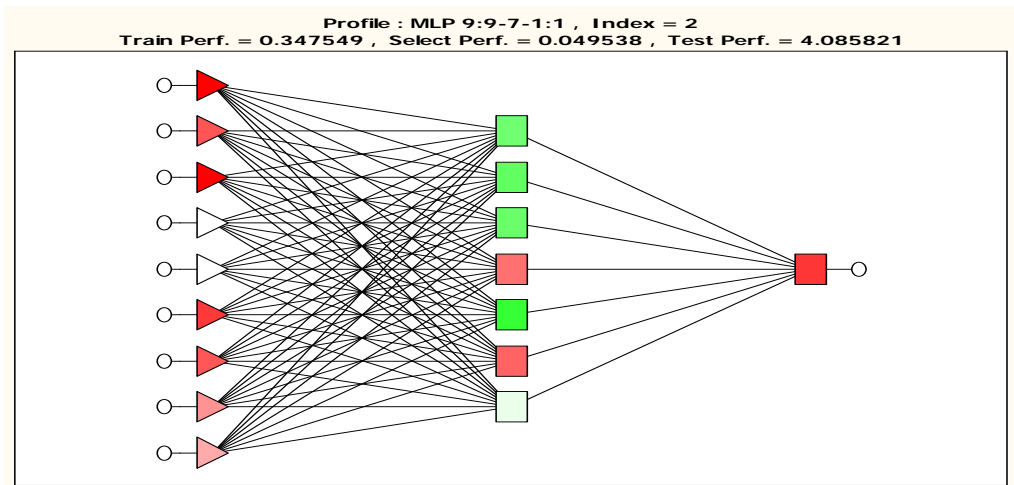 Profile : MLP 9:9-7-1:1 , Index = 2
Train Perf. = 0.347549 , Select Perf. = 0.049538 , Test Perf. = 4.085821